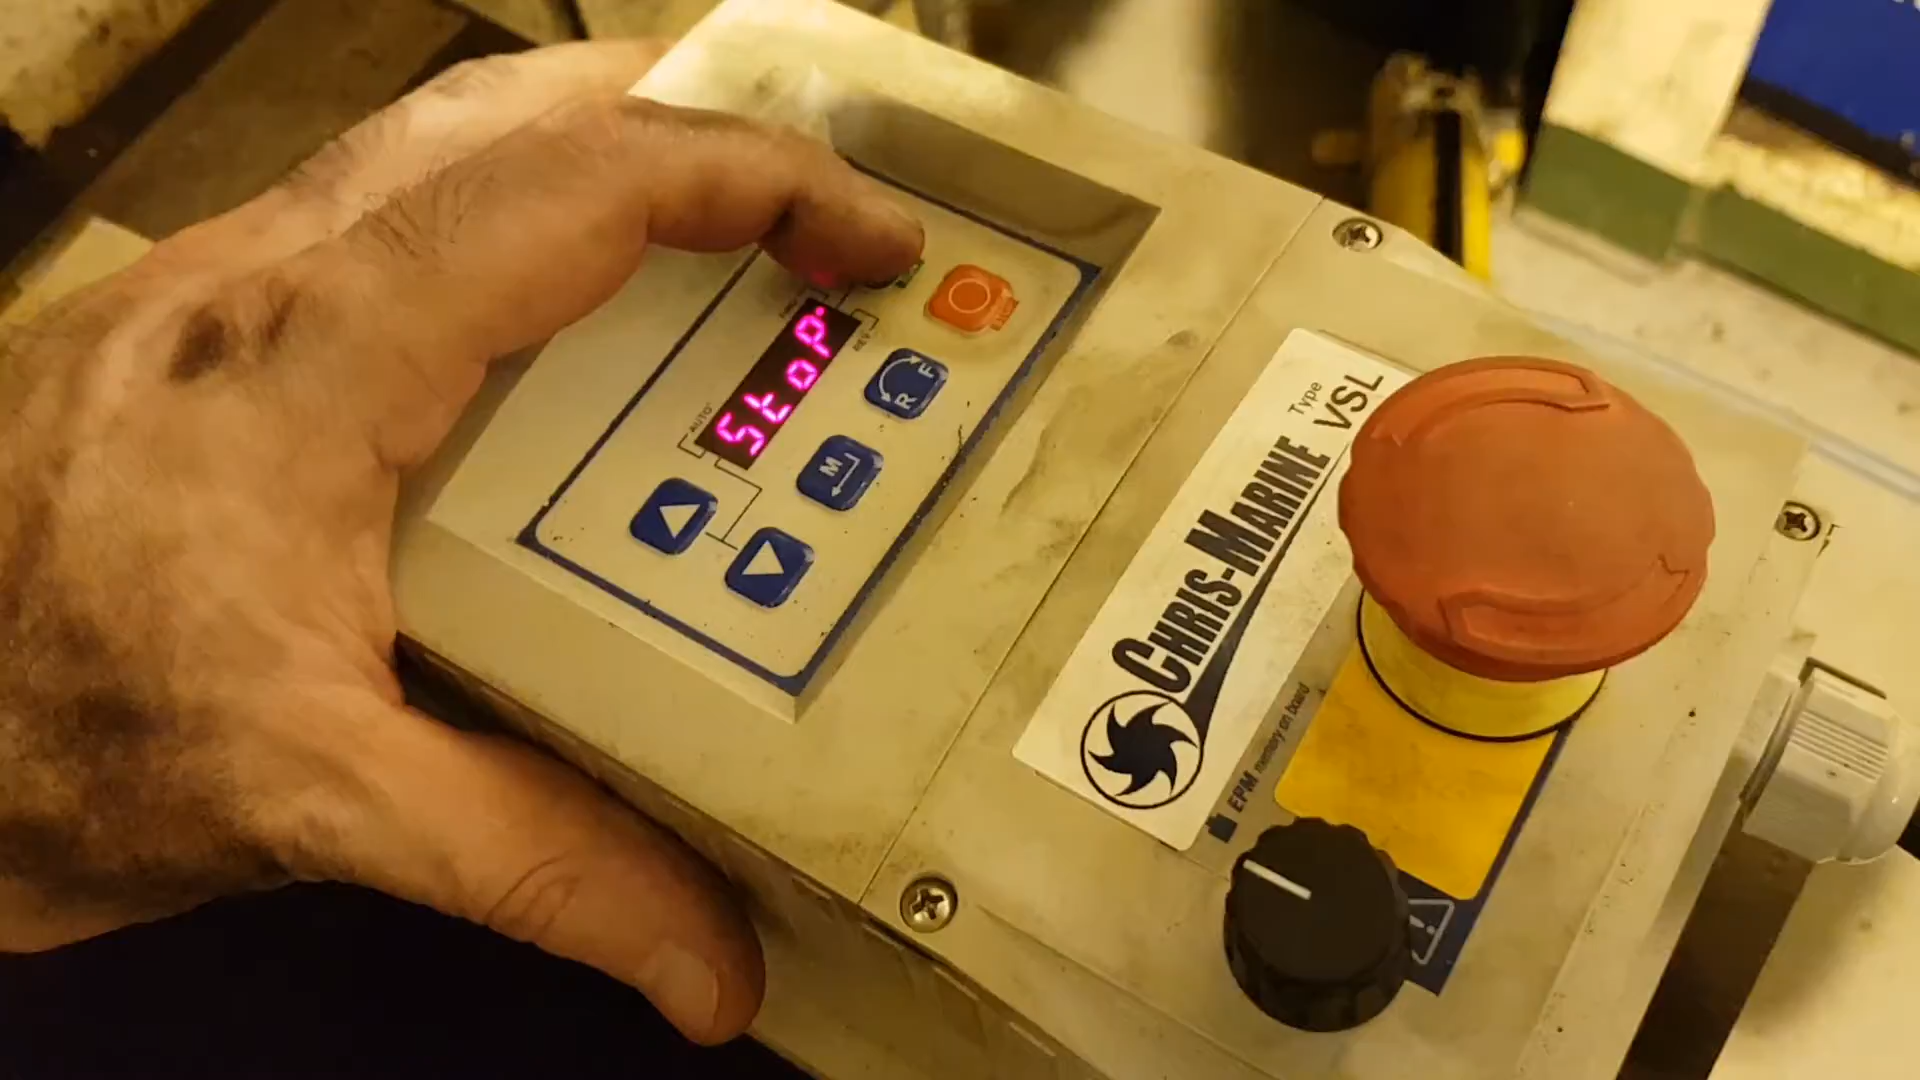 StoP.
AUTO
REV
R F
M
CHRIS-MARINE
Type
VSL
EPM memory on board